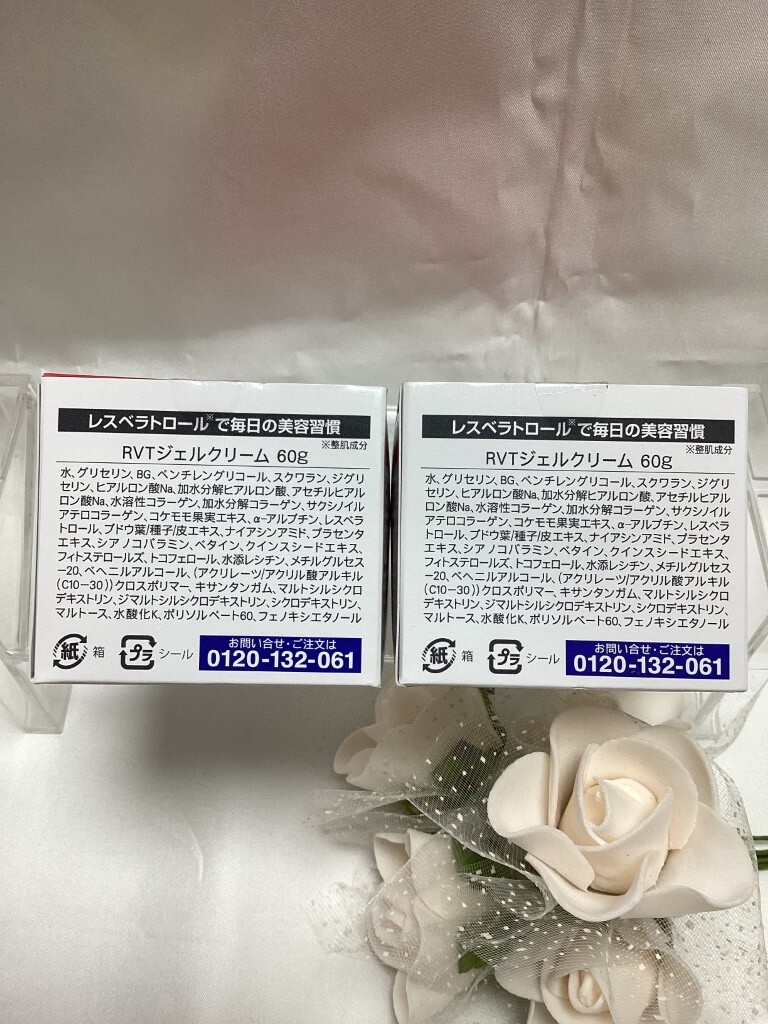 レスベラトロール※で毎日の美容習慣
※整肌成分
RVTジェルクリーム 60g
水、グリセリン、BG、ペンチレングリコール、スクワラン、ジグリ
セリン、ヒアルロン酸Na、加水分解ヒアルロン酸、アセチルヒアル
ロン酸Na、水溶性コラーゲン、加水分解コラーゲン、サクシノイル
アテロコラーゲン、コケモモ果実エキス、α-アルブチン、レスベラ
トロール、ブドウ葉/種子/皮エキス、ナイアシンアミド、プラセンタ
エキス、シアノコバラミン、ベタイン、クインスシードエキス、
フィトステロールズ、トコフェロール、水添レシチン、メチルグルセス
-20、ベヘニルアルコール、(アクリレーツ/アクリル酸アルキル
(C10-30))クロスポリマー、キサンタンガム、マルトシルシクロ
デキストリン、ジマルトシルシクロデキストリン、シクロデキストリン、
マルトース、水酸化K、ポリソルベート60、フェノキシエタノール
紙 箱 プラ シール
お問い合せ・ご注文は
0120-132-061
レスベラトロール※で毎日の美容習慣
※整肌成分
RVTジェルクリーム 60g
水、グリセリン、BG、ペンチレングリコール、スクワラン、ジグリ
セリン、ヒアルロン酸Na、加水分解ヒアルロン酸、アセチルヒアル
ロン酸Na、水溶性コラーゲン、加水分解コラーゲン、サクシノイル
アテロコラーゲン、コケモモ果実エキス、α-アルブチン、レスベラ
トロール、ブドウ葉/種子/皮エキス、ナイアシンアミド、プラセンタ
エキス、シアノコバラミン、ベタイン、クインスシードエキス、
フィトステロールズ、トコフェロール、水添レシチン、メチルグルセス
-20、ベヘニルアルコール、(アクリレーツ/アクリル酸アルキル
(C10-30))クロスポリマー、キサンタンガム、マルトシルシクロ
デキストリン、ジマルトシルシクロデキストリン、シクロデキストリン、
マルトース、水酸化K、ポリソルベート60、フェノキシエタノール
紙 箱 プラ シール
お問い合せ・ご注文は
0120-132-061